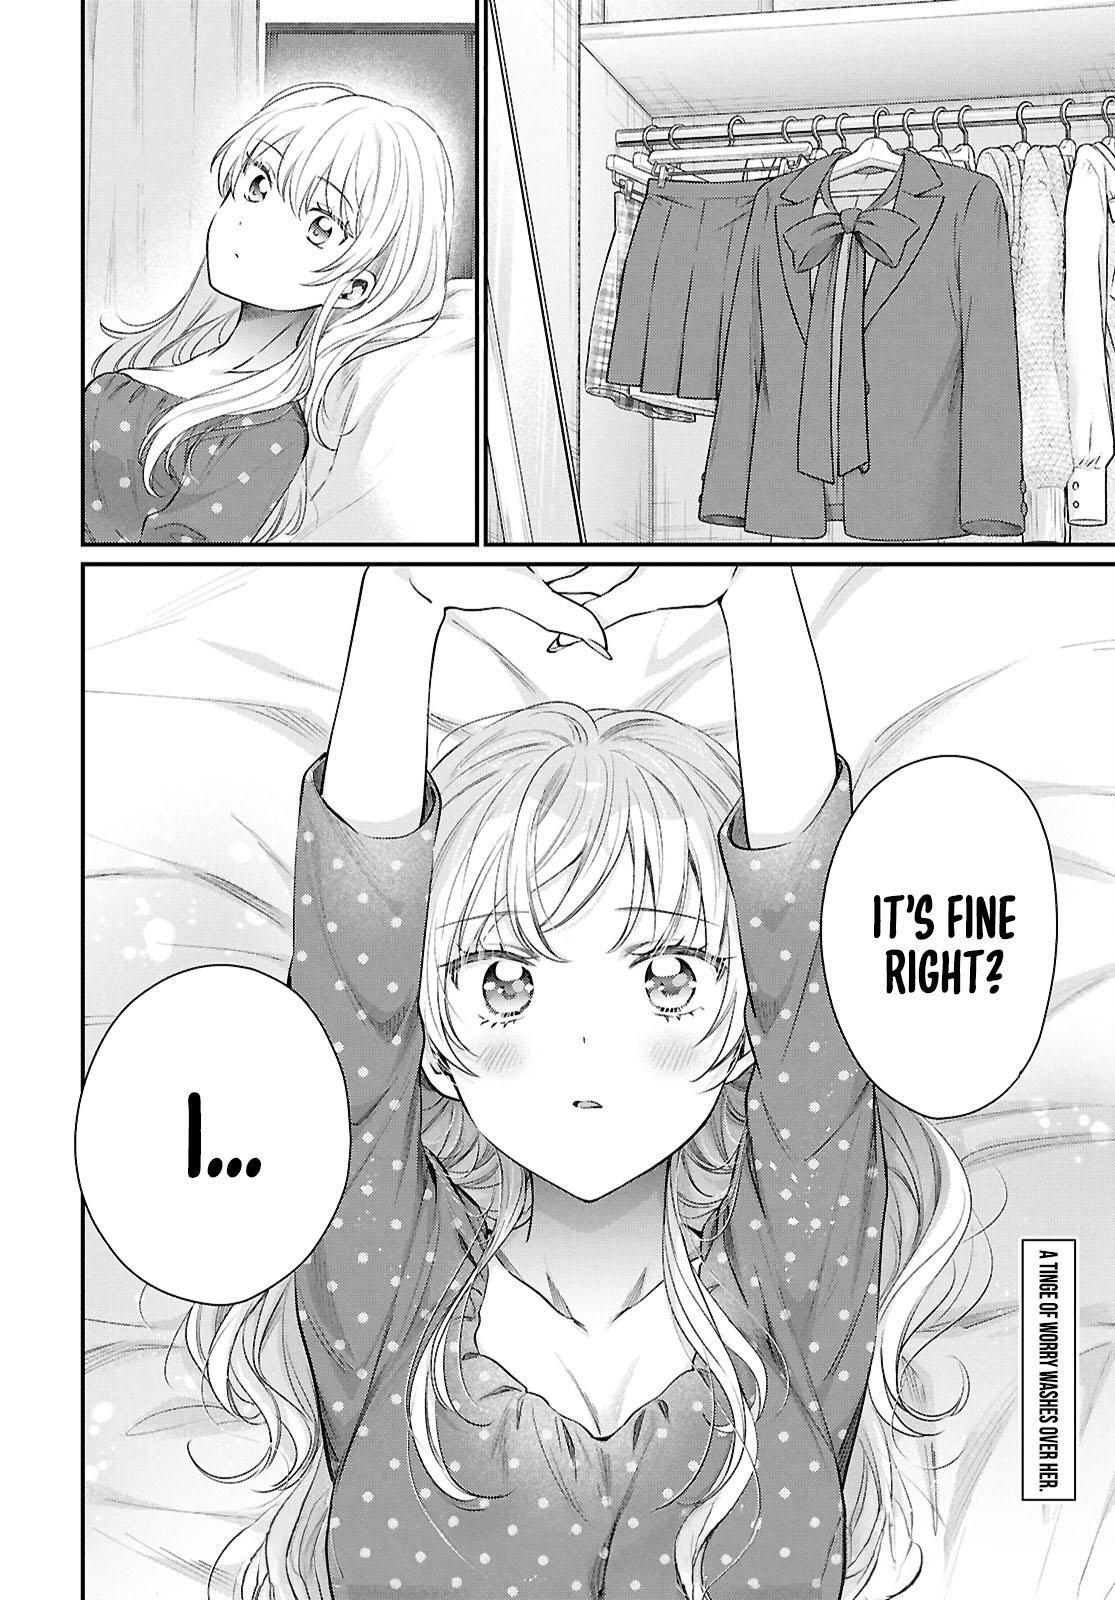 IT'S FINE
RIGHT?
I...
A TINGE OF WORRY WASHES OVER HER.